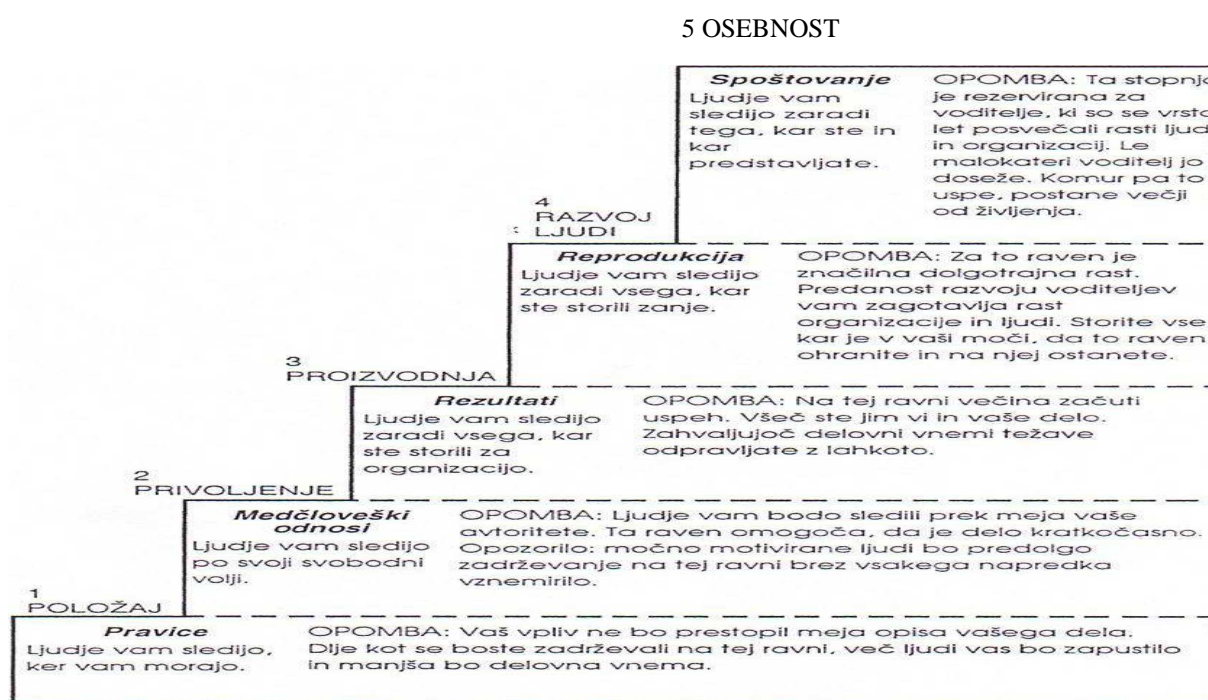 5 OSEBNOST
Spoštovanje
Ljudje vam
sledijo zaradi
tega, kar ste in
kar
predstavljate.
OPOMBA: Ta stopnja
je rezervirana za
voditelje, ki so se vrsto
let posvečali rasti ljud
in organizacij. Le
malokateri voditelj jo
doseže. Komur pa to
uspe, postane večji
od življenja.
4
RAZVOJ
LJUDI
Reprodukcija
Ljudje vam sledijo
zaradi vsega, kar
ste storili zanje.
OPOMBA: Za to raven je
značilna dolgotrajna rast.
Predanost razvoju voditeljev
vam zagotavlja rast
organizacije in ljudi. Storite vse
kar je v vaši moči, da to raven
ohranite in na njej ostanete.
3
PROIZVODNJA
Rezultati
Ljudje vam sledijo
zaradi vsega, kar
ste storili za
organizacijo.
OPOMBA: Na tej ravni večina začuti
uspeh. Všeč ste jim vi in vaše delo.
Zahvaljujoč delovni vnemi težave
odpravljate z lahkoto.
2
PRIVOLJENJE
Medčloveški
odnosi
Ljudje vam sledijo
po svoji svobodni
volji.
OPOMBA: Ljudje vam bodo sledili prek meja vaše
avtoritete. Ta raven omogoča, da je delo kratkočasno.
Opozorilo: močno motivirane ljudi bo predolgo
zadrževanje na tej ravni brez vsakega napredka
vznemirilo.
1
POLOŽAJ
Pravice
Ljudje vam sledijo,
ker vam morajo.
OPOMBA: Vaš vpliv ne bo prestopil meja opisa vašega dela.
Dlje kot se boste zadrževali na tej ravni, več ljudi vas bo zapustilo
in manjša bo delovna vnema.